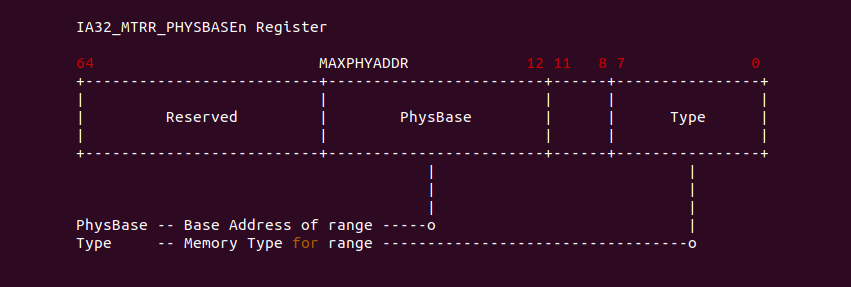 IA32_MTRR_PHYSBASEn Register
64 MAXPHYADDR 12 11 8 7 0
Reserved PhysBase Type
PhysBase -- Base Address of range -----o
Type -- Memory Type for range ----------------------------------o